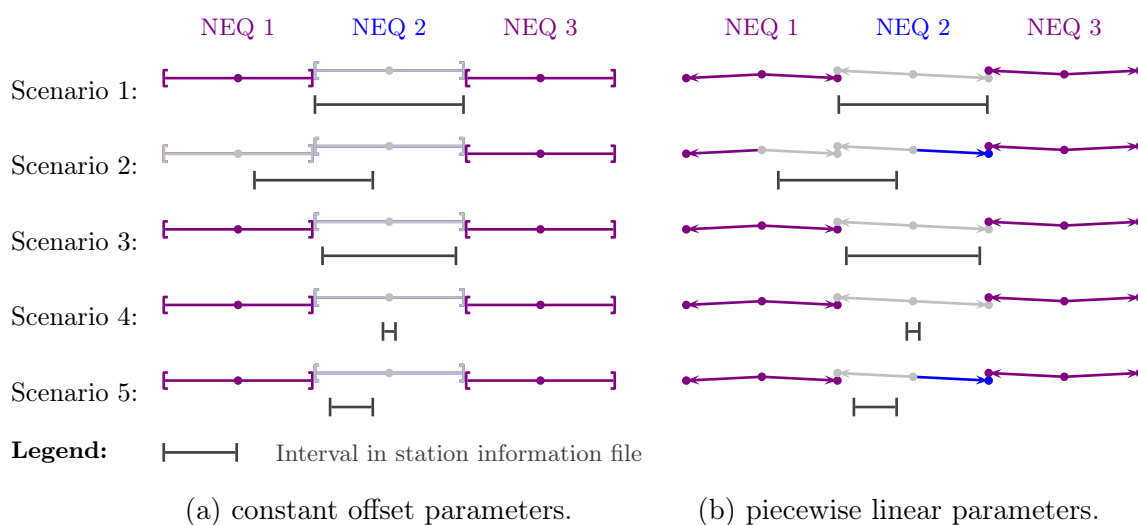 NEQ 1 NEQ 2 NEQ 3 NEQ 1 NEQ 2 NEQ 3
Scenario 1:
Scenario 2:
Scenario 3:
Scenario 4:
Scenario 5:
Legend: Interval in station information file
(a) constant offset parameters. (b) piecewise linear parameters.